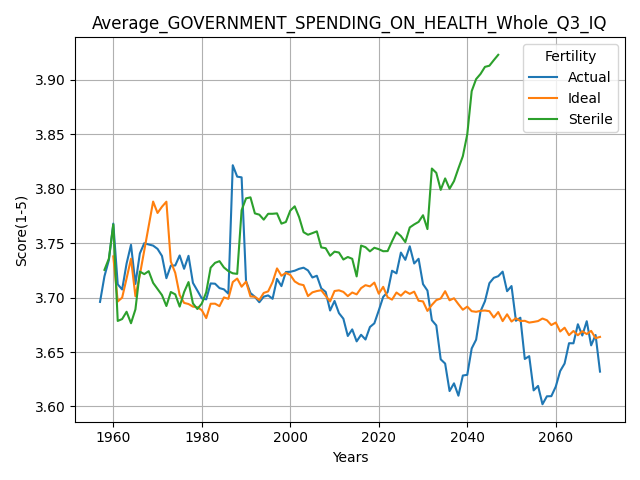 Average_GOVERNMENT_SPENDING_ON_HEALTH_Whole_Q3_IQ
Fertility
Actual
Ideal
Sterile
Score(1-5)
3.90
3.85
3.80
3.75
3.70
3.65
3.60
1960 1980 2000 2020 2040 2060
Years